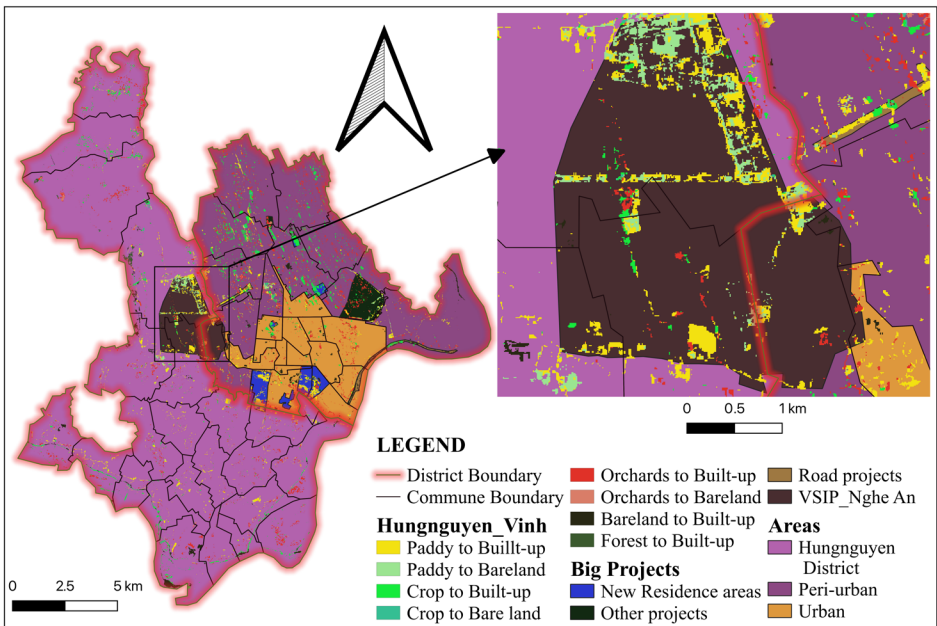 0 0.5 1 km
LEGEND
District Boundary
Commune Boundary
Hungnguyen_Vinh
Paddy to Buillt-up
Paddy to Bareland
Crop to Built-up
Crop to Bare land
Orchards to Built-up
Orchards to Bareland
Bareland to Built-up
Forest to Built-up
Big Projects
New Residence areas
Other projects
Road projects
VSIP_Nghe An
Areas
Hungnguyen
District
Peri-urban
Urban
0 2.5 5 km